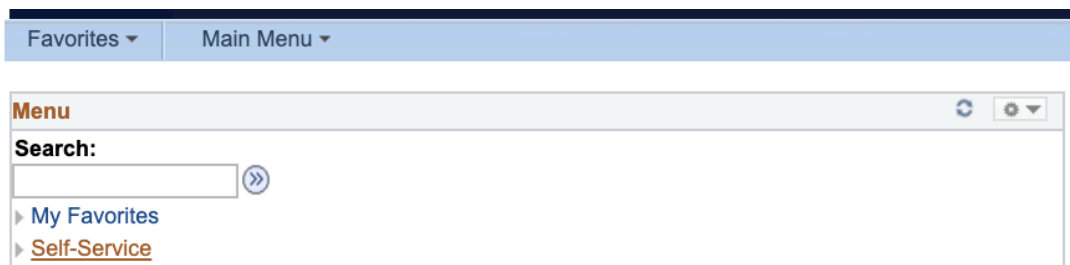 Favorites Main Menu
Menu
Search:
My Favorites
Self-Service